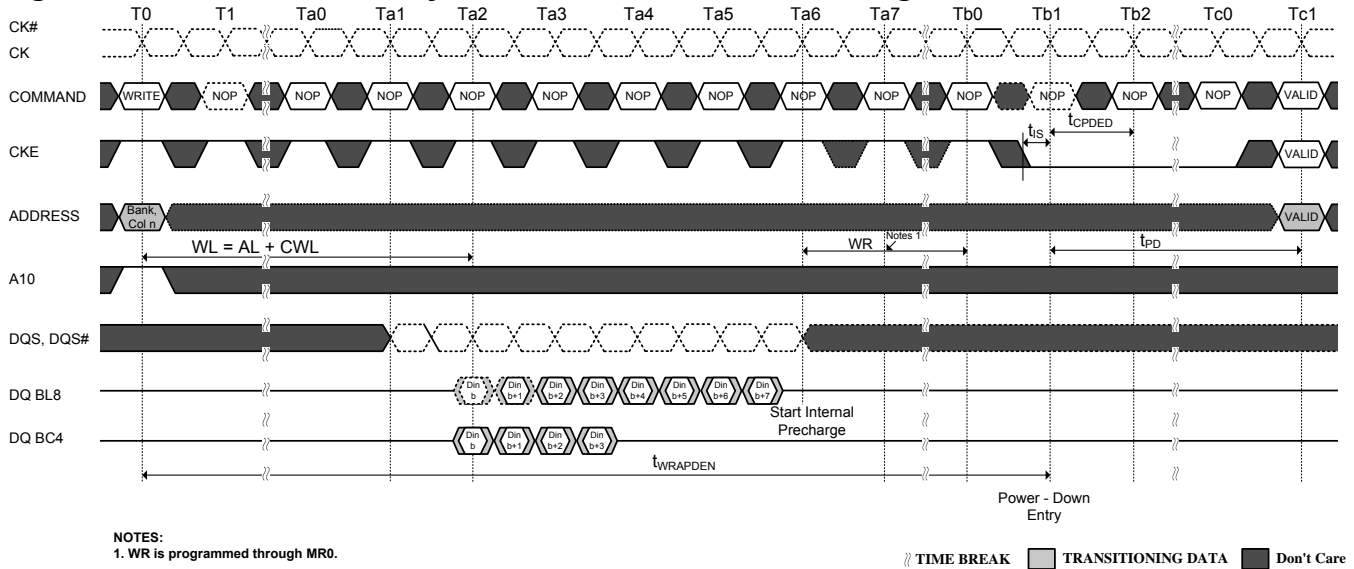 T0 T1 Ta0 Ta1 Ta2 Ta3 Ta4 Ta5 Ta6 Ta7 Tb0 Tb1 Tb2 Tc0 Tc1
CK#
CK
COMMAND WRITE NOP NOP NOP NOP NOP NOP NOP NOP NOP NOP NOP NOP NOP VALID
tIS tCPDED
CKE VALID
ADDRESS Bank, Col n VALID
WL = AL + CWL WR Notes 1 tPD
A10
DQS, DQS#
DQ BL8 Din b Din b+1 Din b+2 Din b+3 Din b+4 Din b+5 Din b+6 Din b+7
Start Internal
Precharge
DQ BC4 Din b Din b+1 Din b+2 Din b+3
tWRAPDEN
Power - Down
Entry
NOTES:
1. WR is programmed through MR0.
TIME BREAK TRANSITIONING DATA Don't Care